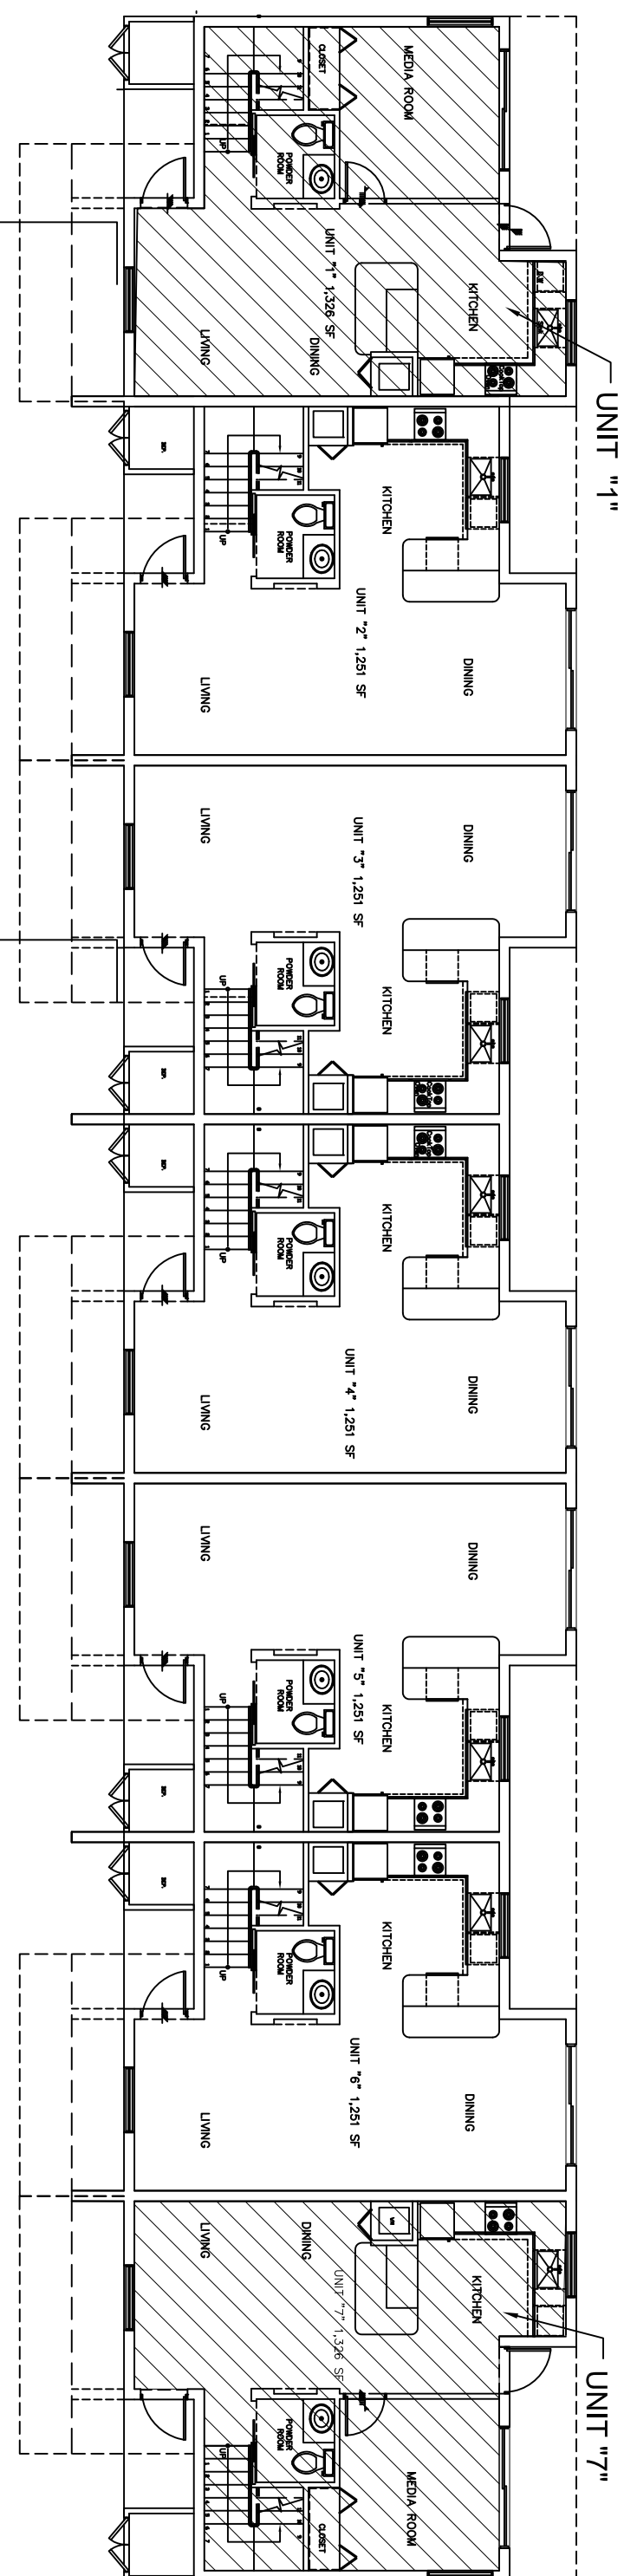 UNIT "1"
UNIT "7"
MEDIA ROOM
CLOSET
POWDER
ROOM
UP
UNIT "1" 1,326 SF
KITCHEN
DINING
LIVING
KITCHEN
POWDER
ROOM
UP
UNIT "2" 1,251 SF
DINING
LIVING
DINING
UNIT "3" 1,251 SF
LIVING
KITCHEN
POWDER
ROOM
UP
KITCHEN
POWDER
ROOM
UP
UNIT "4" 1,251 SF
DINING
LIVING
DINING
LIVING
UNIT "5" 1,251 SF
KITCHEN
POWDER
ROOM
UP
KITCHEN
POWDER
ROOM
UP
UNIT "6" 1,251 SF
DINING
LIVING
LIVING
DINING
KITCHEN
UNIT "7" 1,326 SF
POWDER
ROOM
UP
MEDIA ROOM
CLOSET